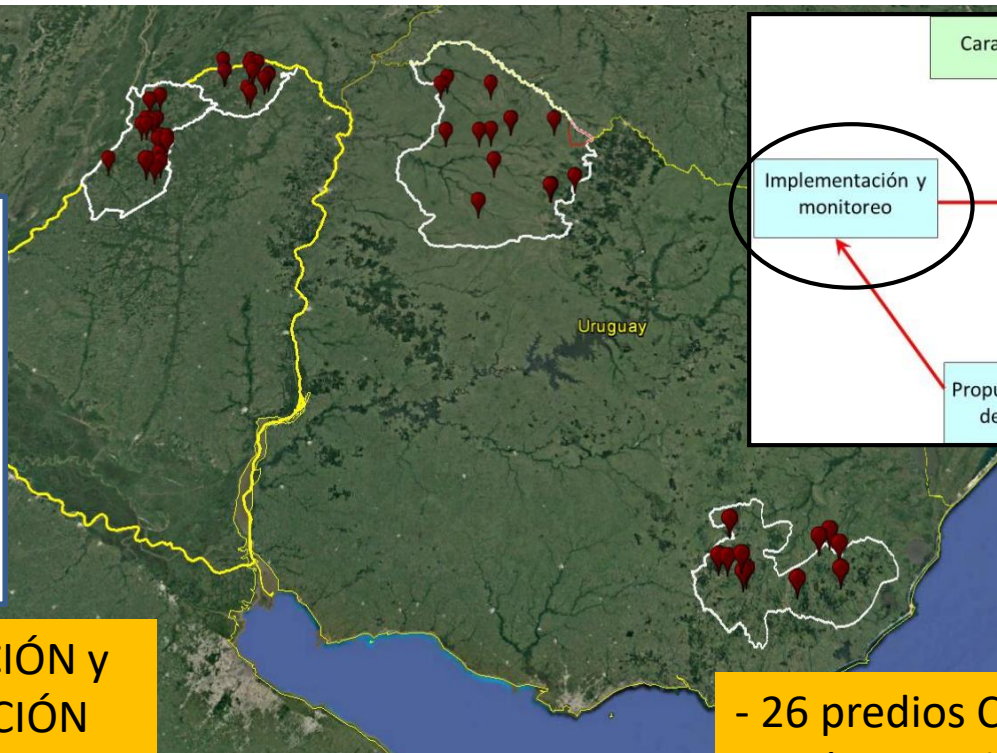 Cara
Implementación y
monitoreo
Uruguay
Propu
de
CIÓN y
CIÓN
- 26 predios